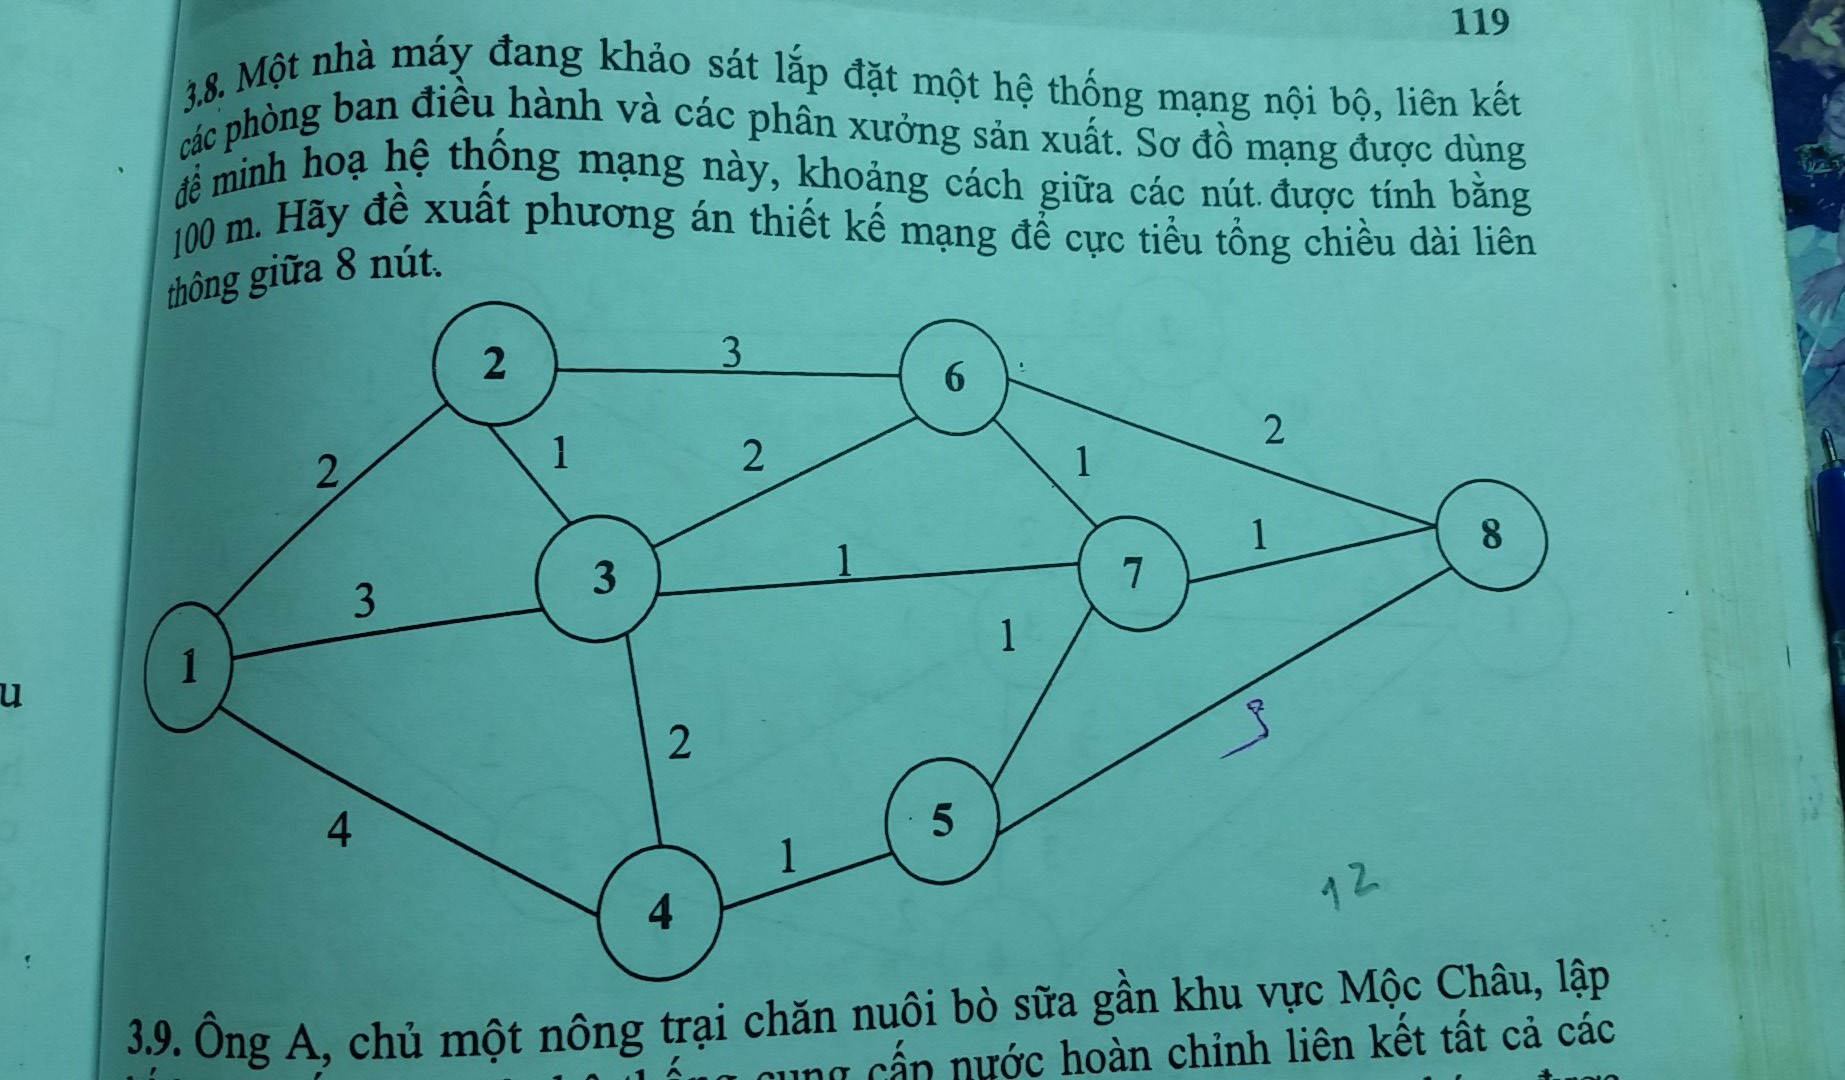 119
3.8. Một nhà máy đang khảo sát lắp đặt một hệ thống mạng nội bộ, liên kết
các phòng ban điều hành và các phân xưởng sản xuất. Sơ đồ mạng được dùng
để minh hoạ hệ thống mạng này, khoảng cách giữa các nút. được tính bằng
100 m. Hãy đề xuất phương án thiết kế mạng để cực tiểu tổng chiều dài liên
thông giữa 8 nút.
2
3
6
2
1
2
1
2
8
1
3
1
7
1
3
1
1
2
4
5
1
4
12
3.9. Ông A, chủ một nông trại chăn nuôi bò sữa gần khu vực Mộc Châu, lập
cung cấp nước hoàn chỉnh liên kết tất cả các
được
u